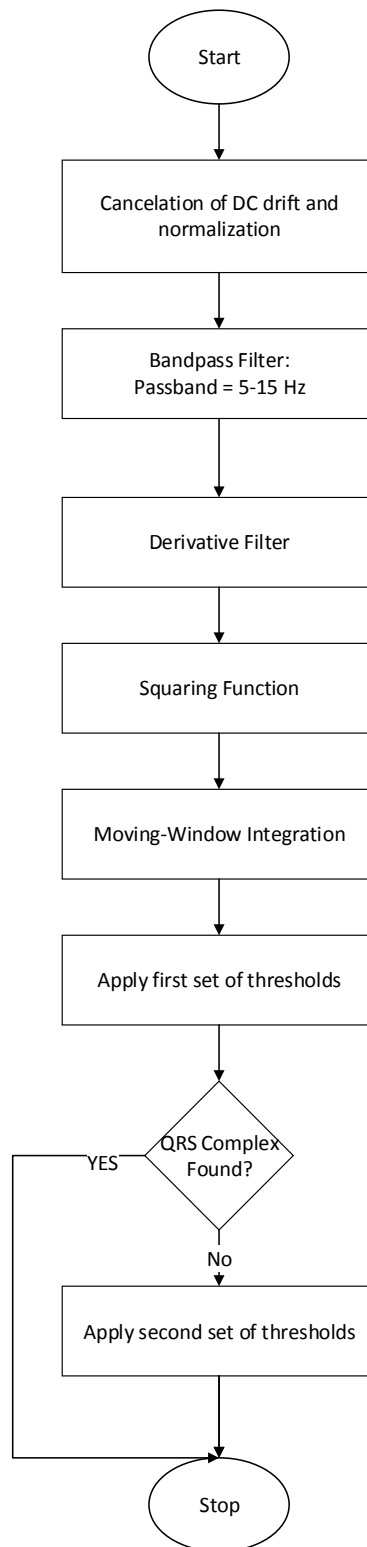 Start
Cancelation of DC drift and
normalization
Bandpass Filter:
Passband = 5-15 Hz
Derivative Filter
Squaring Function
Moving-Window Integration
Apply first set of thresholds
QRS Complex
Found?
YES
No
Apply second set of thresholds
Stop